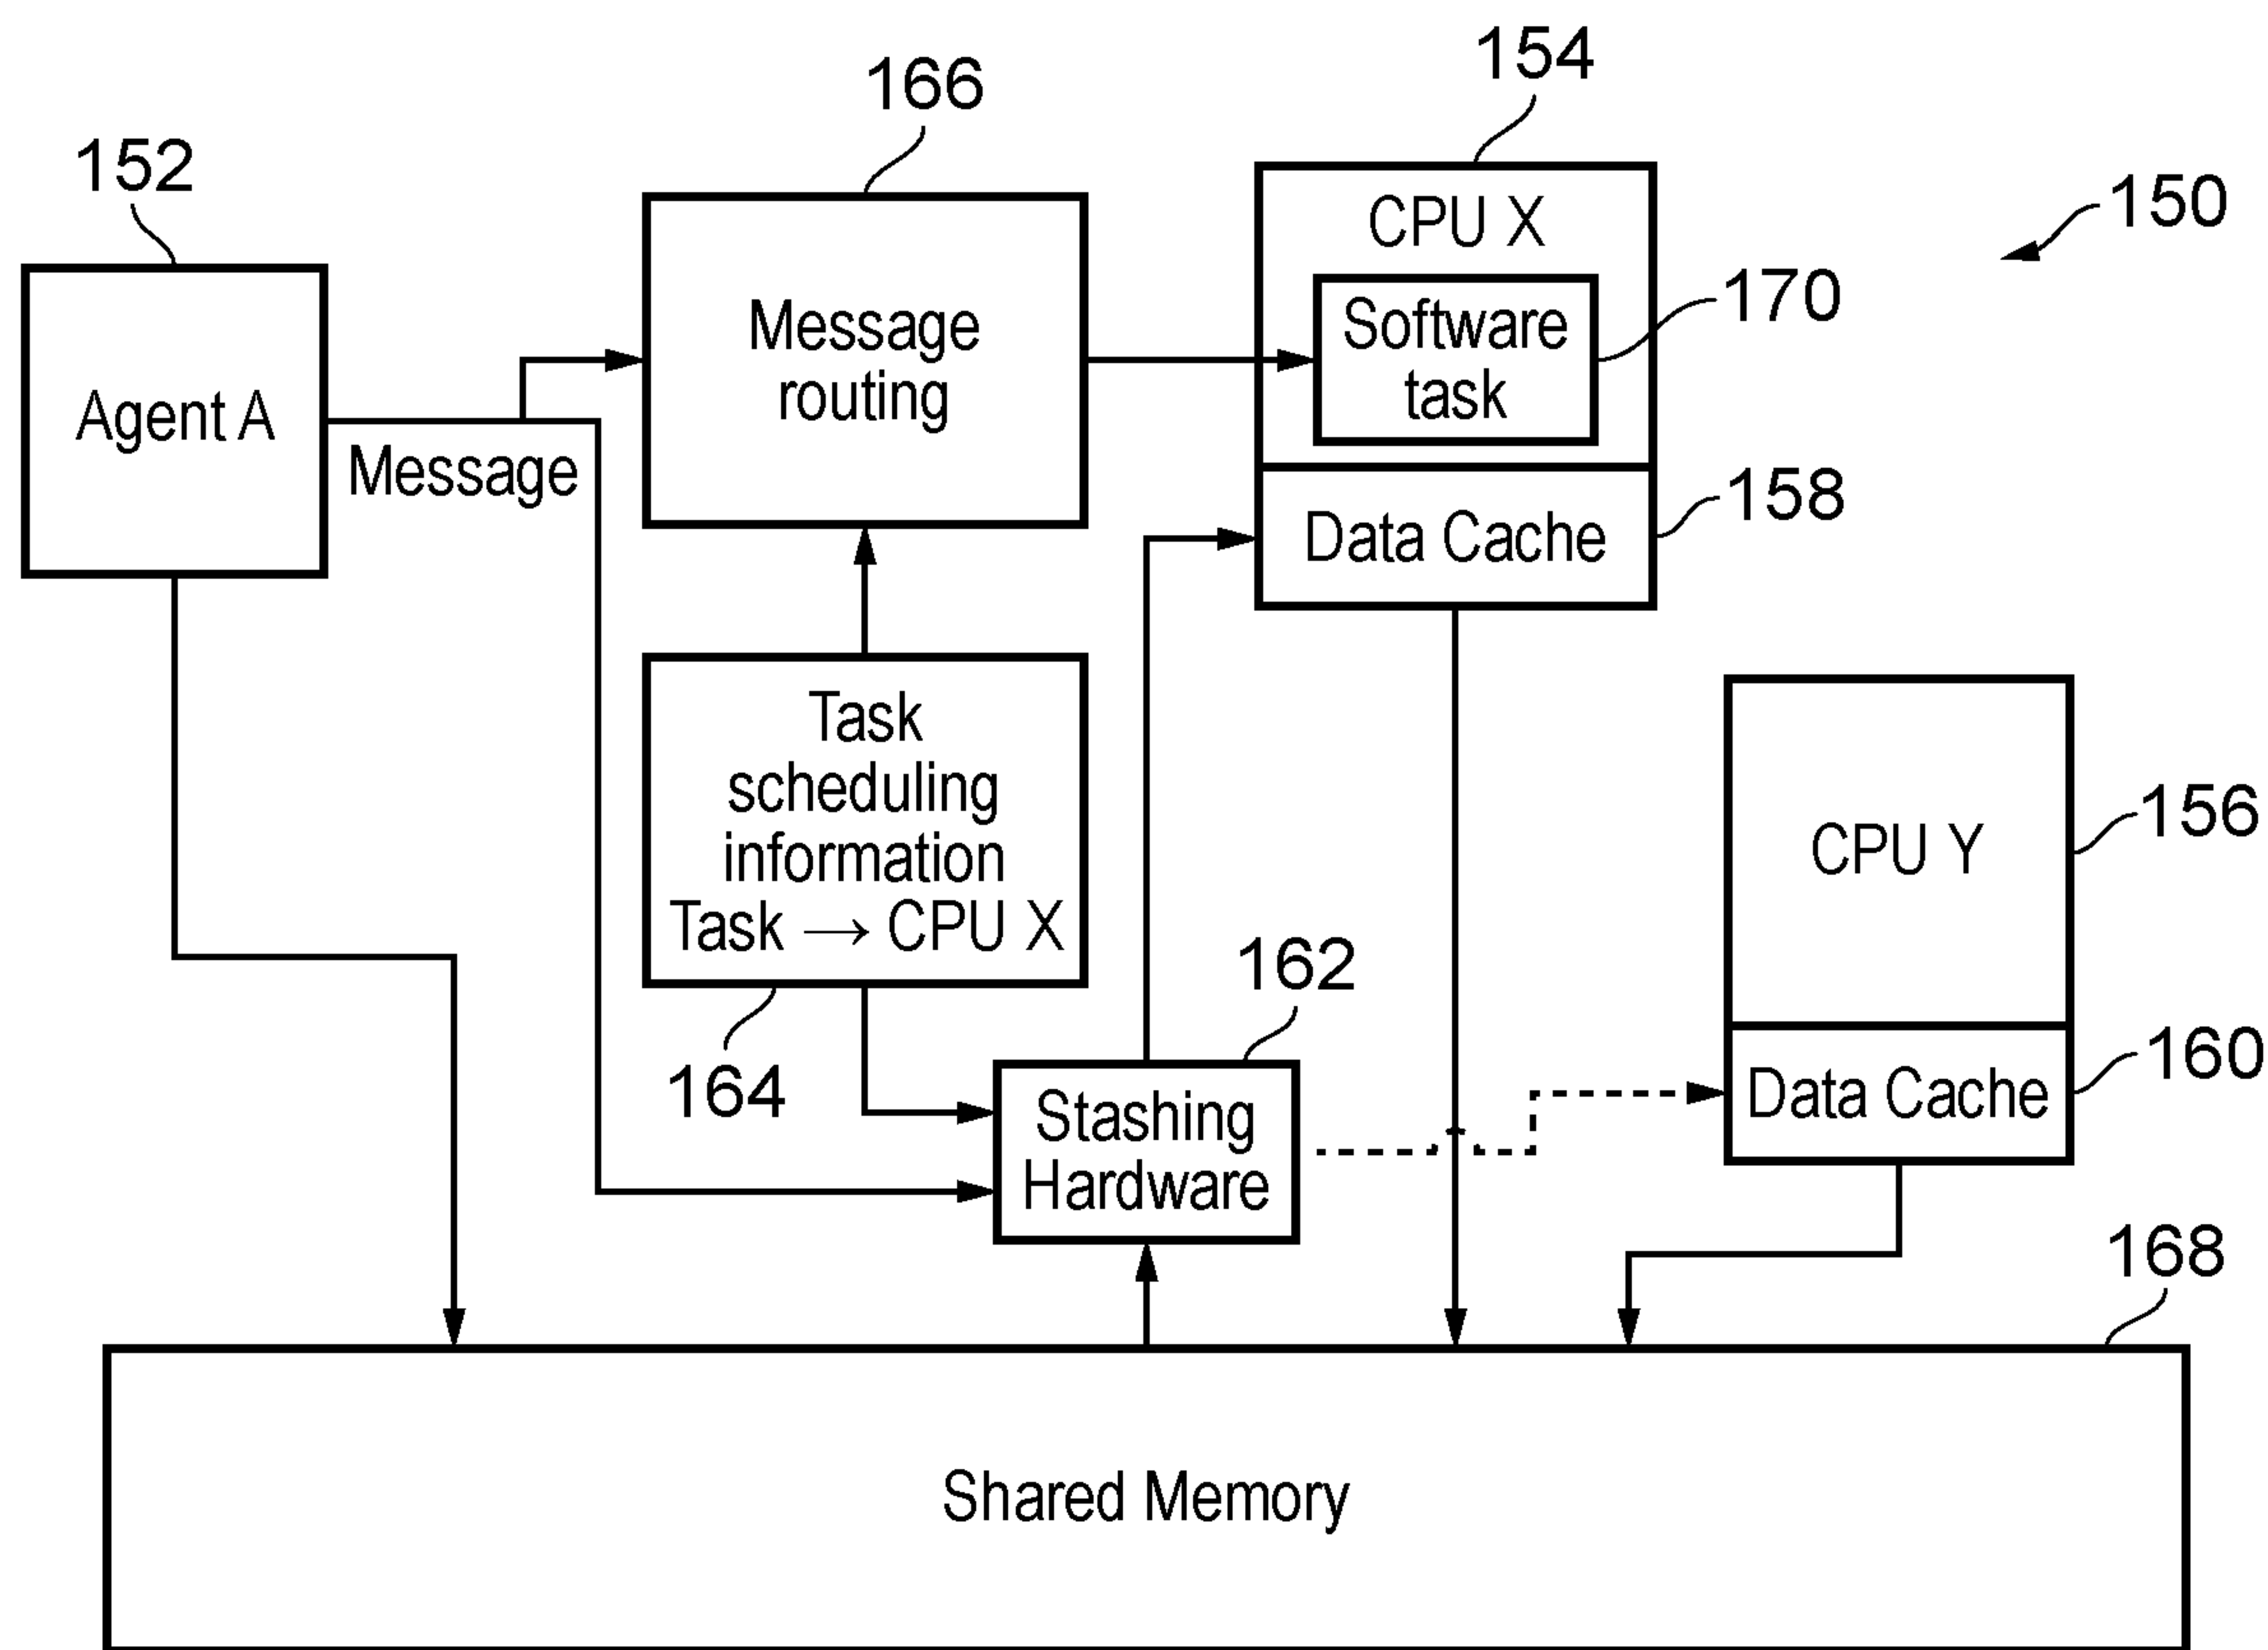 154
166
152
150
CPU X
170
Software
task
Message
routing
Agent A
Message
158
Data Cache
Task
scheduling
information
Task → CPU X
156
CPU Y
162
164
160
Stashing
Hardware
Data Cache
168
Shared Memory